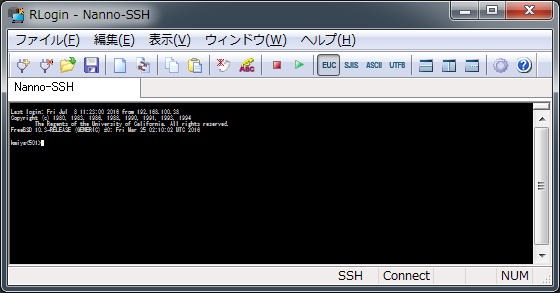 RLogin - Nanno-SSH
ファイル(F) 編集(E) 表示(V) ウィンドウ(W) ヘルプ(H)
ABC EUC SJIS ASCII UTF8
Nanno-SSH
Last login: Fri Jul 8 11:23:00 2016 from 192.168.100.38
Copyright (c) 1980, 1983, 1986, 1988, 1990, 1991, 1993, 1994
The Regents of the University of California. All rights reserved.
FreeBSD 10.3-RELEASE (GENERIC) #0: Fri Mar 25 02:10:02 UTC 2016
SSH Connect NUM